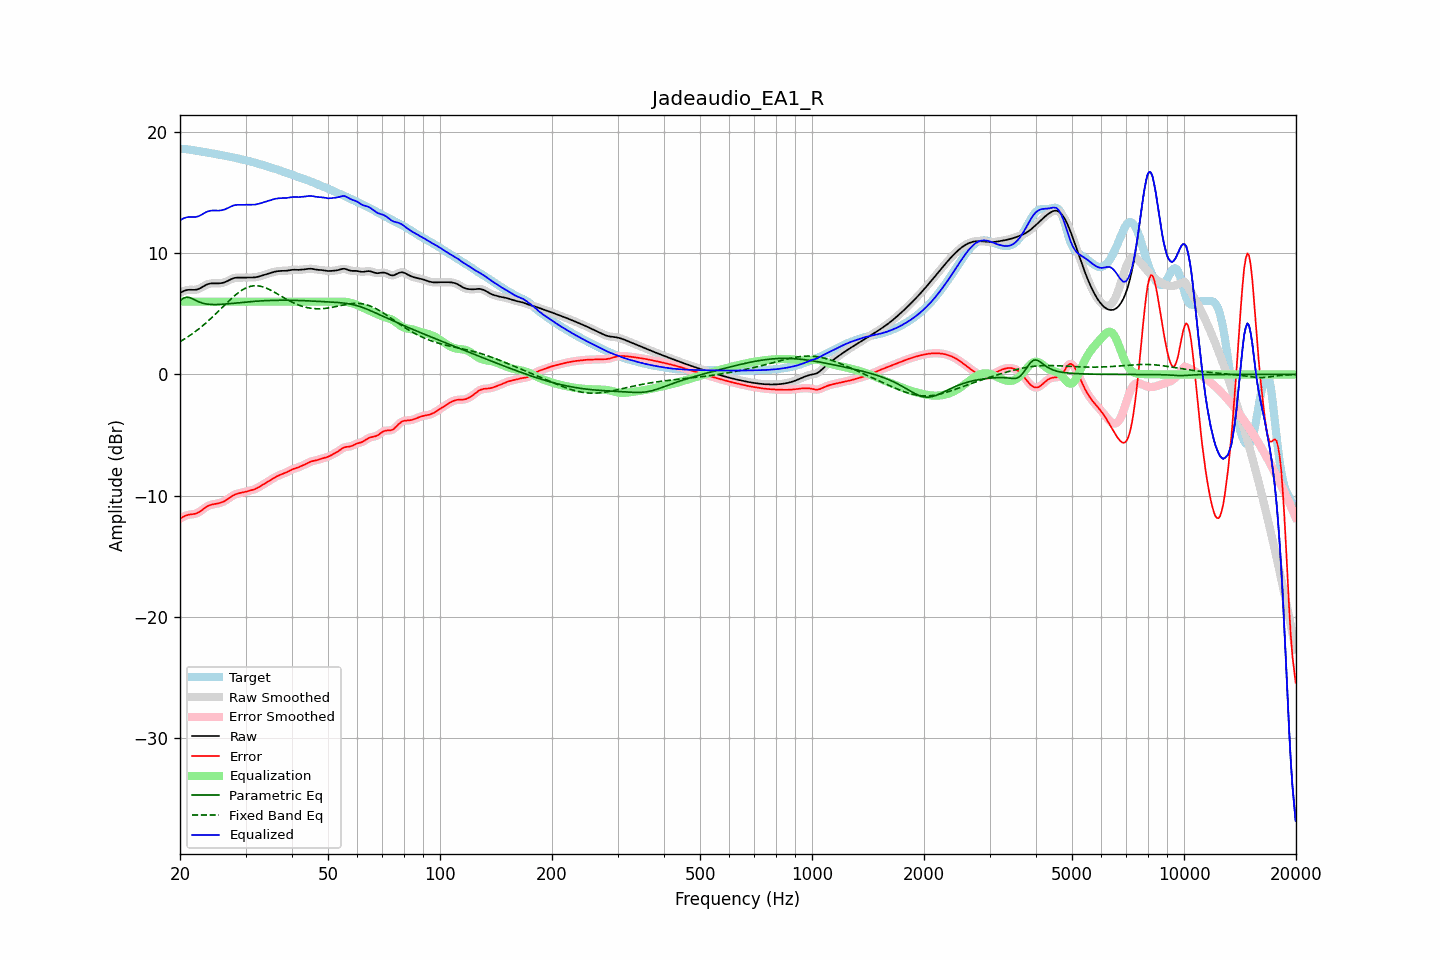 Jadeaudio_EA1_R
20
10
0
−10
−20
−30
Amplitude (dBr)
Target
Raw Smoothed
Error Smoothed
Raw
Error
Equalization
Parametric Eq
Fixed Band Eq
Equalized
20 50 100 200 500 1000 2000 5000 10000 20000
Frequency (Hz)